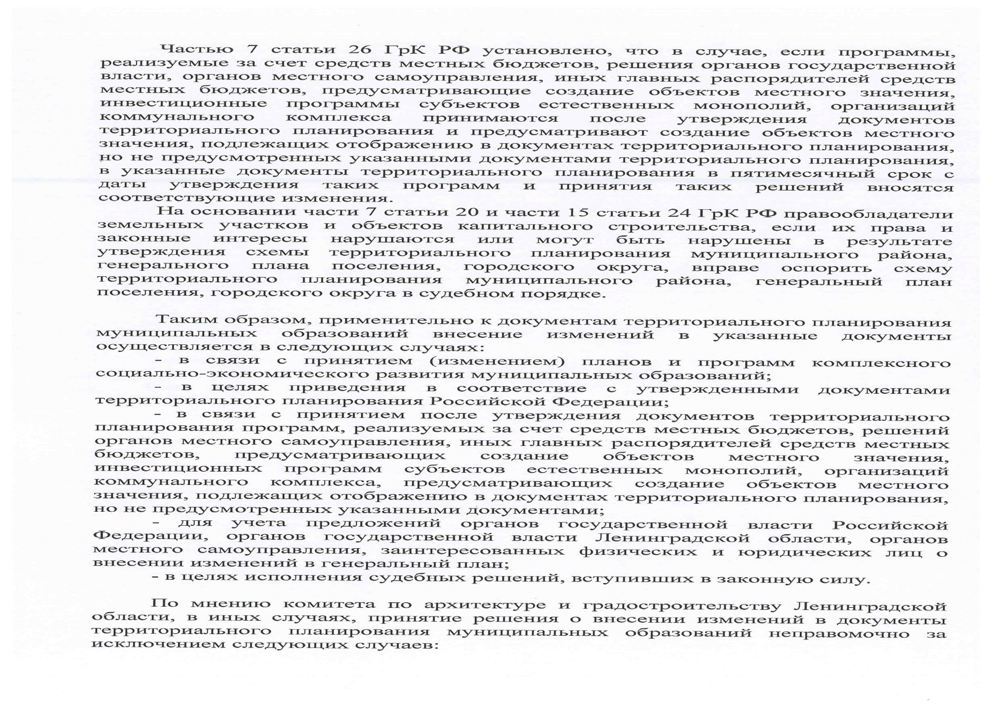 Частью 7 статьи 26 ГрК РФ установлено, что в случае, если программы,
реализуемые за счет средств местных бюджетов, решения органов государственной
власти, органов местного самоуправления, иных главных распорядителей средств
местных бюджетов, предусматривающие создание объектов местного значения,
инвестиционные программы субъектов естественных монополий, организаций
коммунального комплекса принимаются после утверждения документов
территориального планирования и предусматривают создание объектов местного
значения, подлежащих отображению в документах территориального планирования,
но не предусмотренных указанными документами территориального планирования,
в указанные документы территориального планирования в пятимесячный срок с
даты утверждения таких программ и принятия таких решений вносятся
соответствующие изменения.
На основании части 7 статьи 20 и части 15 статьи 24 ГрК РФ правообладатели
земельных участков и объектов капитального строительства, если их права и
законные интересы нарушаются или могут быть нарушены в результате
утверждения схемы территориального планирования муниципального района,
генерального плана поселения, городского округа, вправе оспорить схему
территориального планирования муниципального района, генеральный план
поселения, городского округа в судебном порядке.
Таким образом, применительно к документам территориального планирования
муниципальных образований внесение изменений в указанные документы
осуществляется в следующих случаях:
- в связи с принятием (изменением) планов и программ комплексного
социально-экономического развития муниципальных образований;
- в целях приведения в соответствие с утвержденными документами
территориального планирования Российской Федерации;
- в связи с принятием после утверждения документов территориального
планирования программ, реализуемых за счет средств местных бюджетов, решений
органов местного самоуправления, иных главных распорядителей средств местных
бюджетов, предусматривающих создание объектов местного значения,
инвестиционных программ субъектов естественных монополий, организаций
коммунального комплекса, предусматривающих создание объектов местного
значения, подлежащих отображению в документах территориального планирования,
но не предусмотренных указанными документами;
- для учета предложений органов государственной власти Российской
Федерации, органов государственной власти Ленинградской области, органов
местного самоуправления, заинтересованных физических и юридических лиц о
внесении изменений в генеральный план;
- в целях исполнения судебных решений, вступивших в законную силу.
По мнению комитета по архитектуре и градостроительству Ленинградской
области, в иных случаях, принятие решения о внесении изменений в документы
территориального планирования муниципальных образований неправомочно за
исключением следующих случаев: